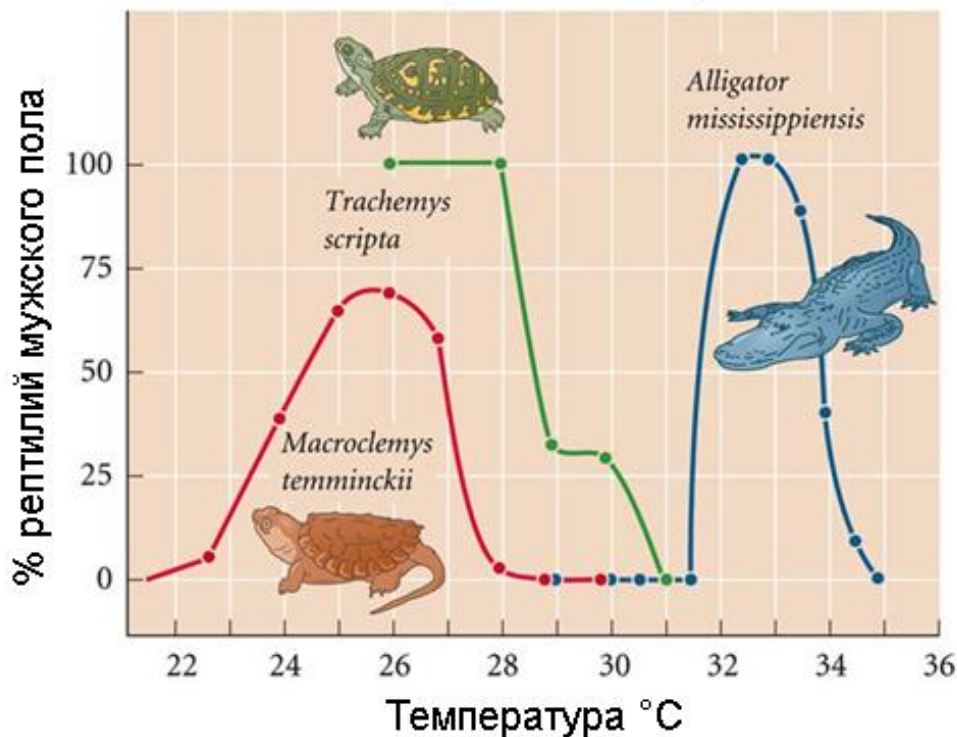 % рептилий мужского пола
100
75
50
25
0
Trachemys
scripta
Alligator
mississippiensis
Macroclemys
temminckii
22 24 26 28 30 32 34 36
Температура °C